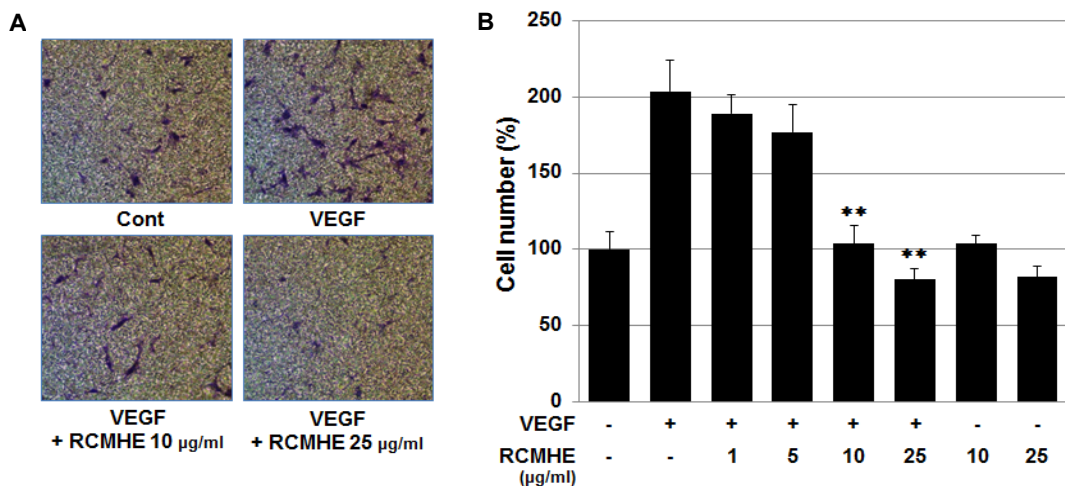 A
Cont
VEGF
VEGF
+ RCMHE 10 µg/ml
VEGF
+ RCMHE 25 µg/ml
B
Cell number (%)
250
200
150
100
50
0
** 
**
VEGF - + + + + + - -
RCMHE - - 1 5 10 25 10 25
(µg/ml)